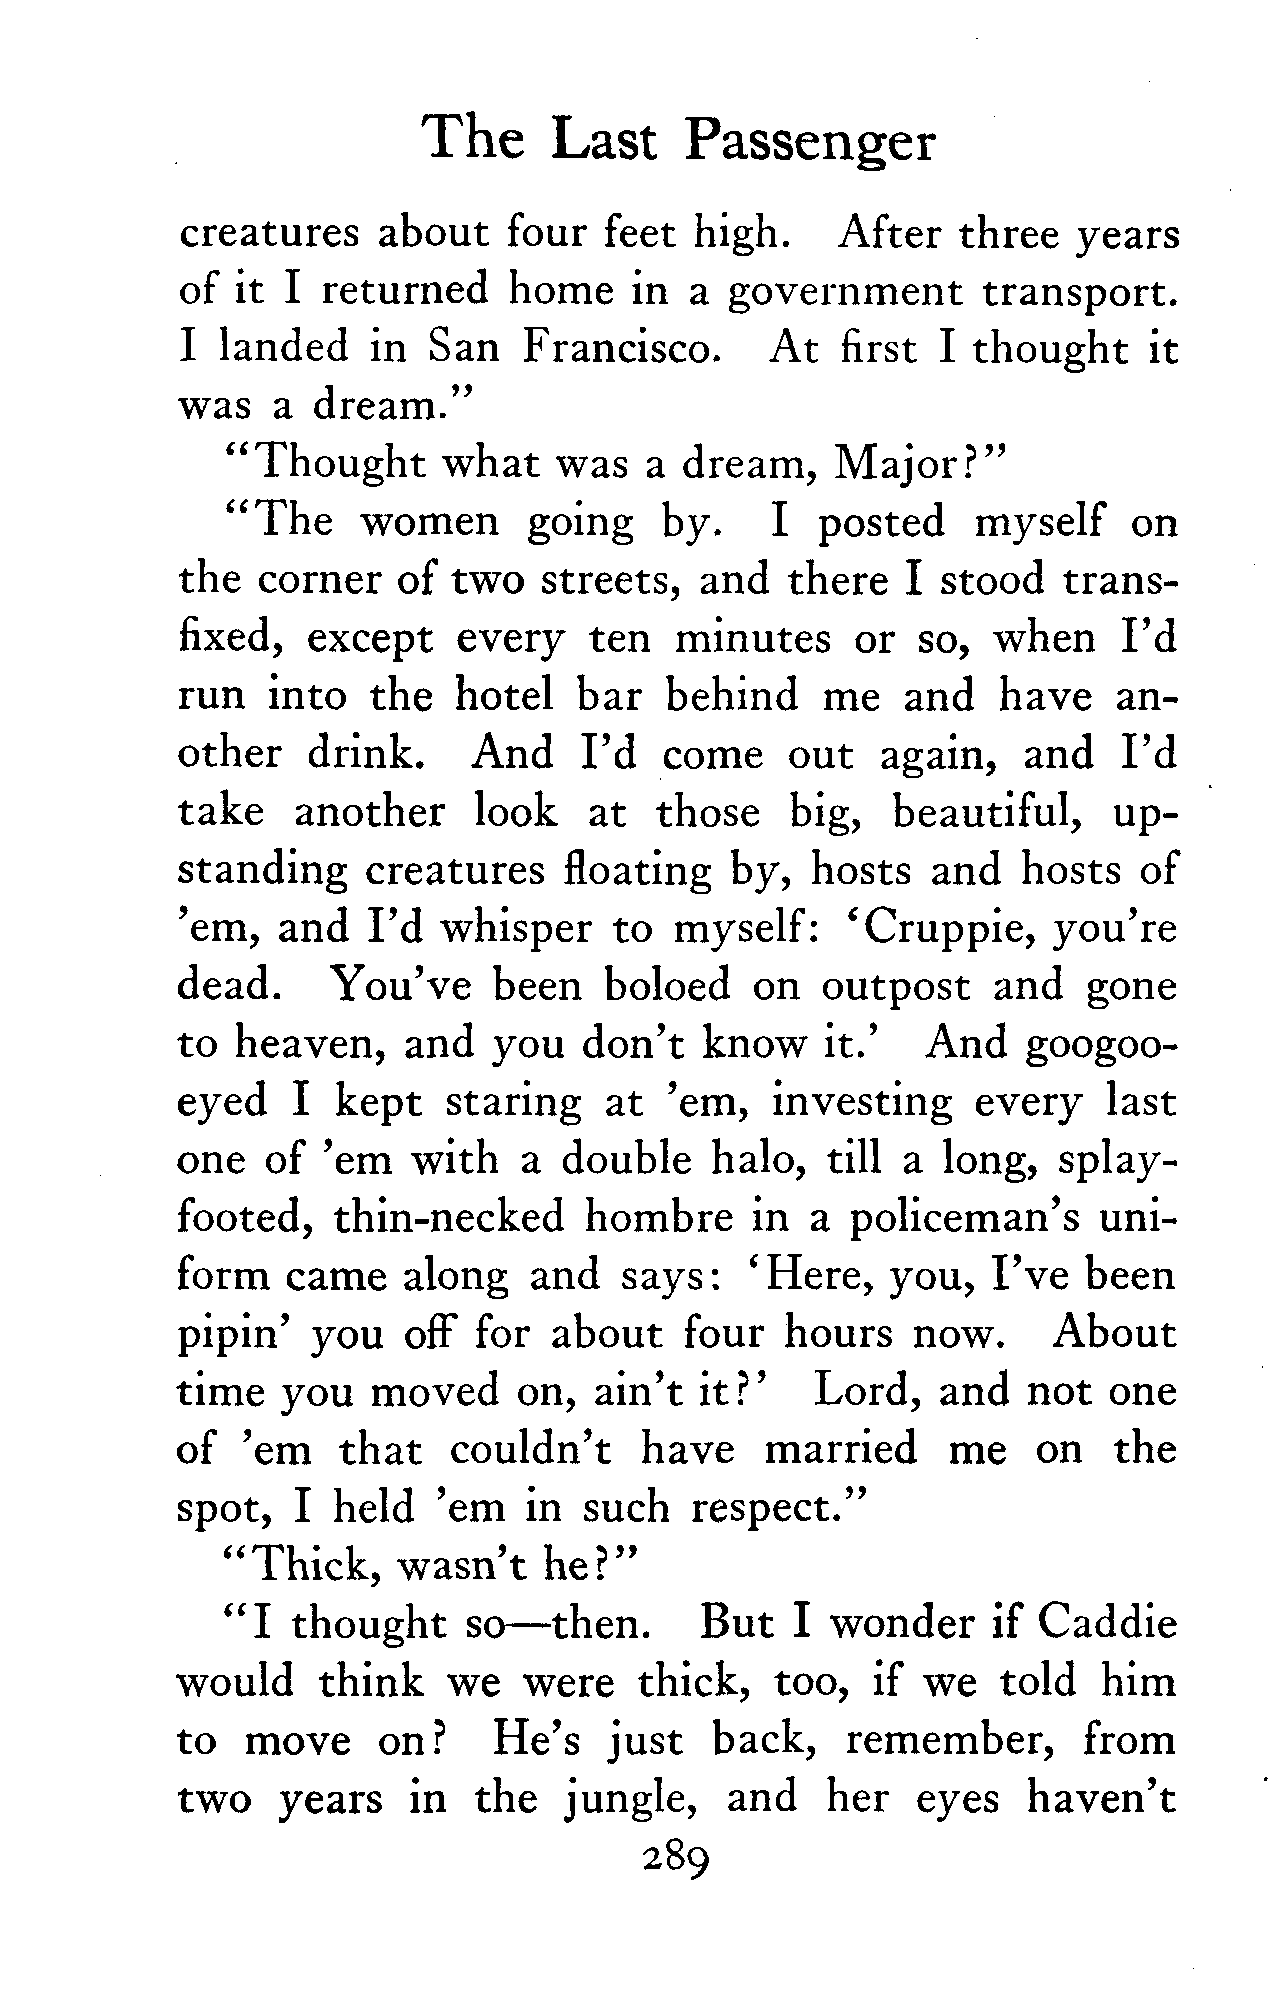 The Last Passenger
creatures about four feet high. After three years
of it I returned home in a government transport.
I landed in San Francisco. At first I thought it
was a dream."
"Thought what was a dream, Major?"
"The women going by. I posted myself on
the corner of two streets, and there I stood trans-
fixed, except every ten minutes or so, when I'd
run into the hotel bar behind me and have an-
other drink. And I'd come out again, and I'd
take another look at those big, beautiful, up-
standing creatures floating by, hosts and hosts of
'em, and I'd whisper to myself: 'Cruppie, you're
dead. You've been boloed on outpost and gone
to heaven, and you don't know it.' And googoo-
eyed I kept staring at 'em, investing every last
one of 'em with a double halo, till a long, splay-
footed, thin-necked hombre in a policeman's uni-
form came along and says: 'Here, you, I've been
pipin' you off for about four hours now. About
time you moved on, ain't it?' Lord, and not one
of 'em that couldn't have married me on the
spot, I held 'em in such respect."
"Thick, wasn't he?"
"I thought so—then. But I wonder if Caddie
would think we were thick, too, if we told him
to move on? He's just back, remember, from
two years in the jungle, and her eyes haven't
289